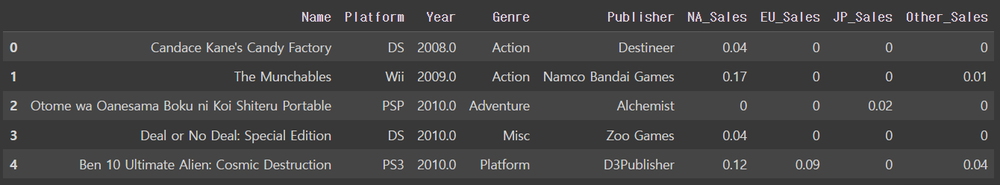 Name Platform Year Genre Publisher NA_Sales EU_Sales JP_Sales Other_Sales
0 Candace Kane's Candy Factory DS 2008.0 Action Destineer 0.04 0 0 0
1 The Munchables Wii 2009.0 Action Namco Bandai Games 0.17 0 0 0.01
2 Otome wa Oanesama Boku ni Koi Shiteru Portable PSP 2010.0 Adventure Alchemist 0 0 0.02 0
3 Deal or No Deal: Special Edition DS 2010.0 Misc Zoo Games 0.04 0 0 0
4 Ben 10 Ultimate Alien: Cosmic Destruction PS3 2010.0 Platform D3Publisher 0.12 0.09 0 0.04